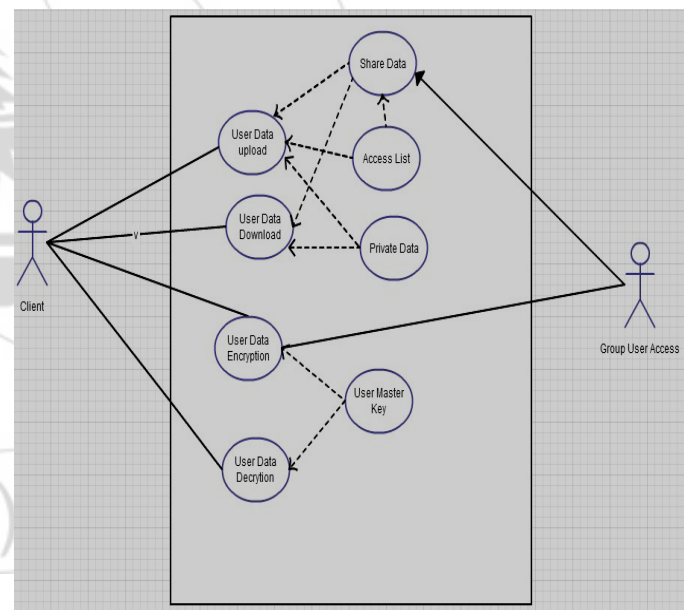 Share Data
User Data
upload
Access List
User Data
Download
v
Private Data
Client
Group User Access
User Data
Encryption
User Master
Key
User Data
Decrytion